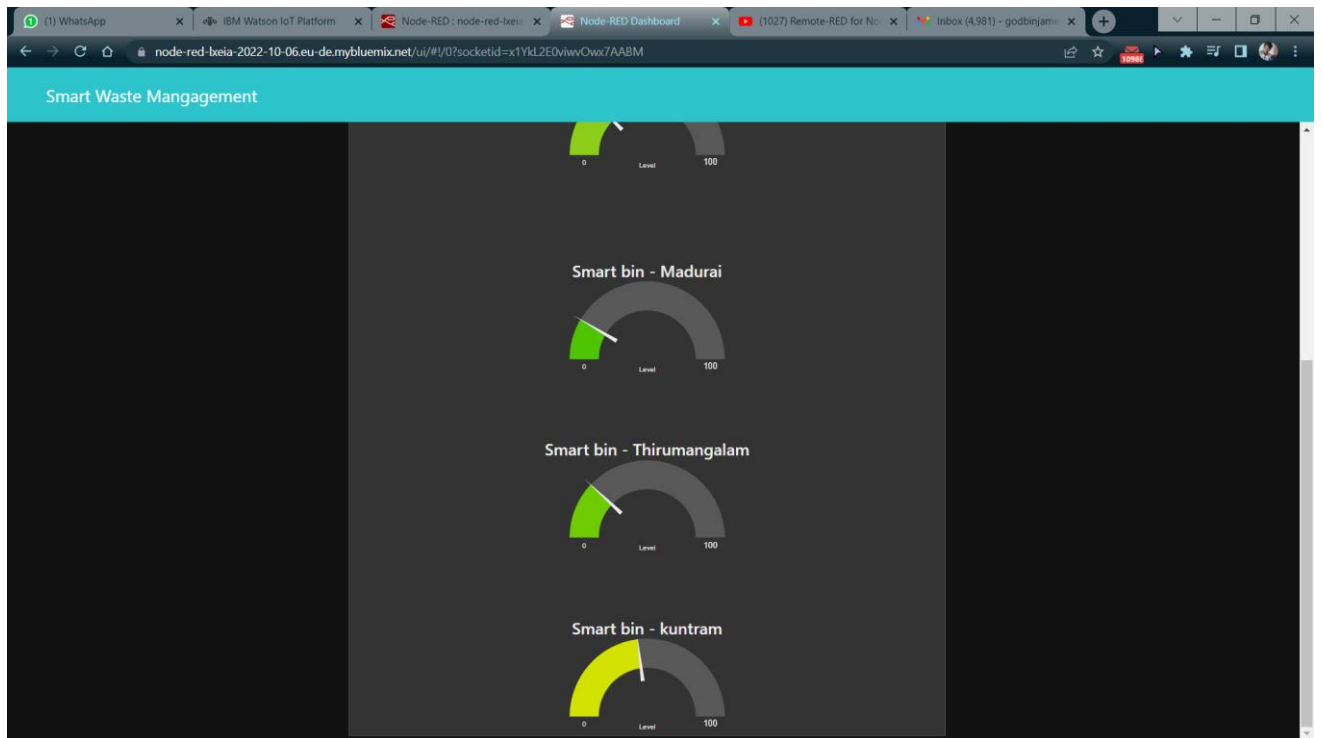 (1) WhatsApp
IBM Watson IoT Platform
Node-RED : node-red-lxeia
Node-RED Dashboard
(1027) Remote-RED for No
Inbox (4,981) - godbinjame
node-red-lxeia-2022-10-06.eu-de.mybluemix.net/ui/#!/0?socketid=x1YkL2E0viwvOwx7AABM
10988
Smart Waste Mangagement
0 Level 100
Smart bin - Madurai
0 Level 100
Smart bin - Thirumangalam
0 Level 100
Smart bin - kuntram
0 Level 100